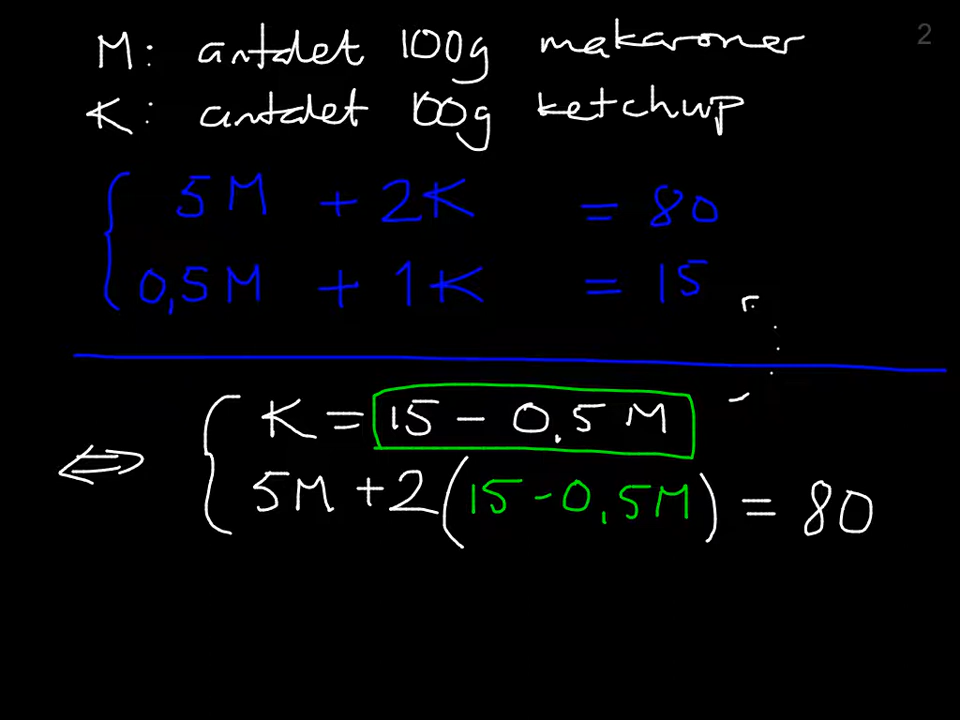 2
M: antalet 100g makaroner
K: antalet 100g ketchup
5M + 2K = 80
0,5M + 1K = 15
K = 15 - 0,5M
⇔
5M + 2(15 - 0,5M) = 80